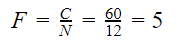 F = C/N = 60/12 = 5